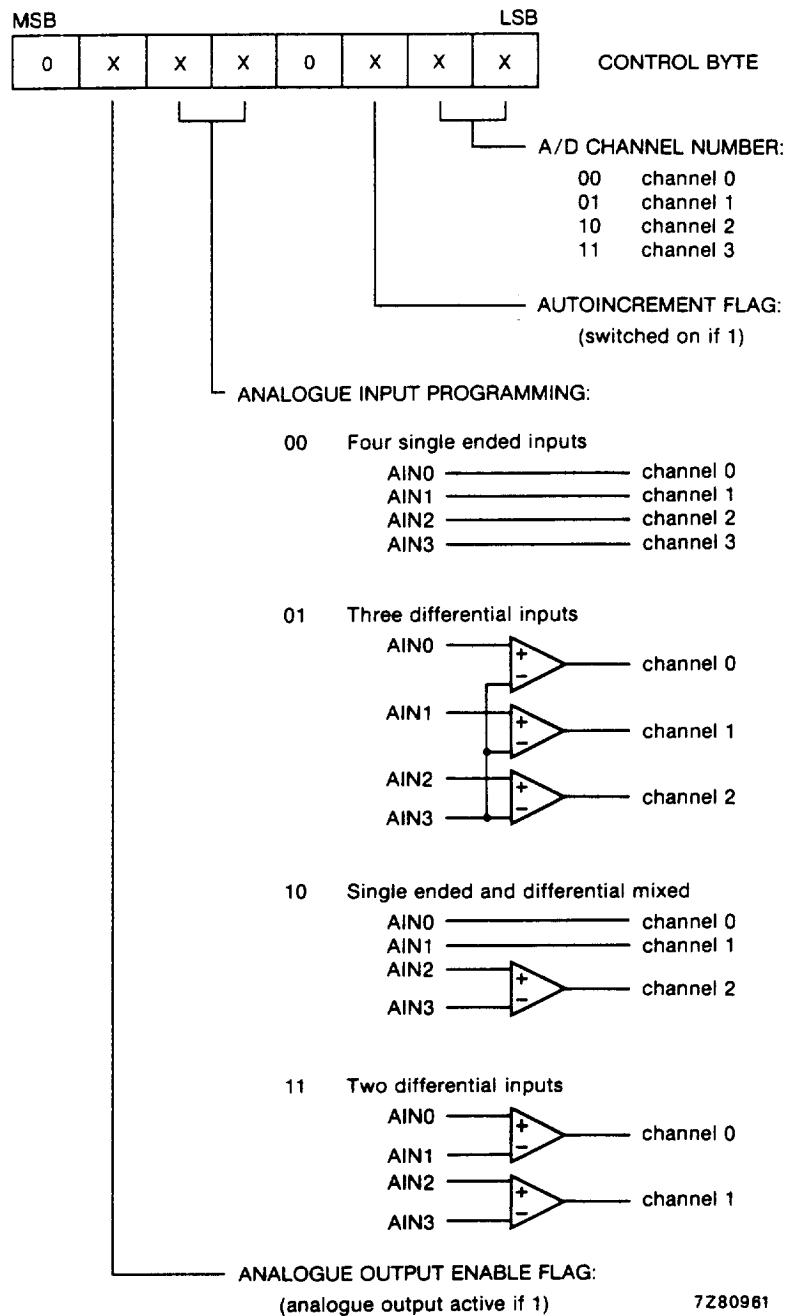 MSB LSB
0 X X X 0 X X X CONTROL BYTE
A/D CHANNEL NUMBER:
00 channel 0
01 channel 1
10 channel 2
11 channel 3
AUTOINCREMENT FLAG:
(switched on if 1)
ANALOGUE INPUT PROGRAMMING:
00 Four single ended inputs
AIN0 channel 0
AIN1 channel 1
AIN2 channel 2
AIN3 channel 3
01 Three differential inputs
AIN0 + − channel 0
AIN1 + − channel 1
AIN2 + − channel 2
AIN3
10 Single ended and differential mixed
AIN0 channel 0
AIN1 channel 1
AIN2 + − channel 2
AIN3
11 Two differential inputs
AIN0 + − channel 0
AIN1
AIN2 + − channel 1
AIN3
ANALOGUE OUTPUT ENABLE FLAG:
(analogue output active if 1) 7Z80961